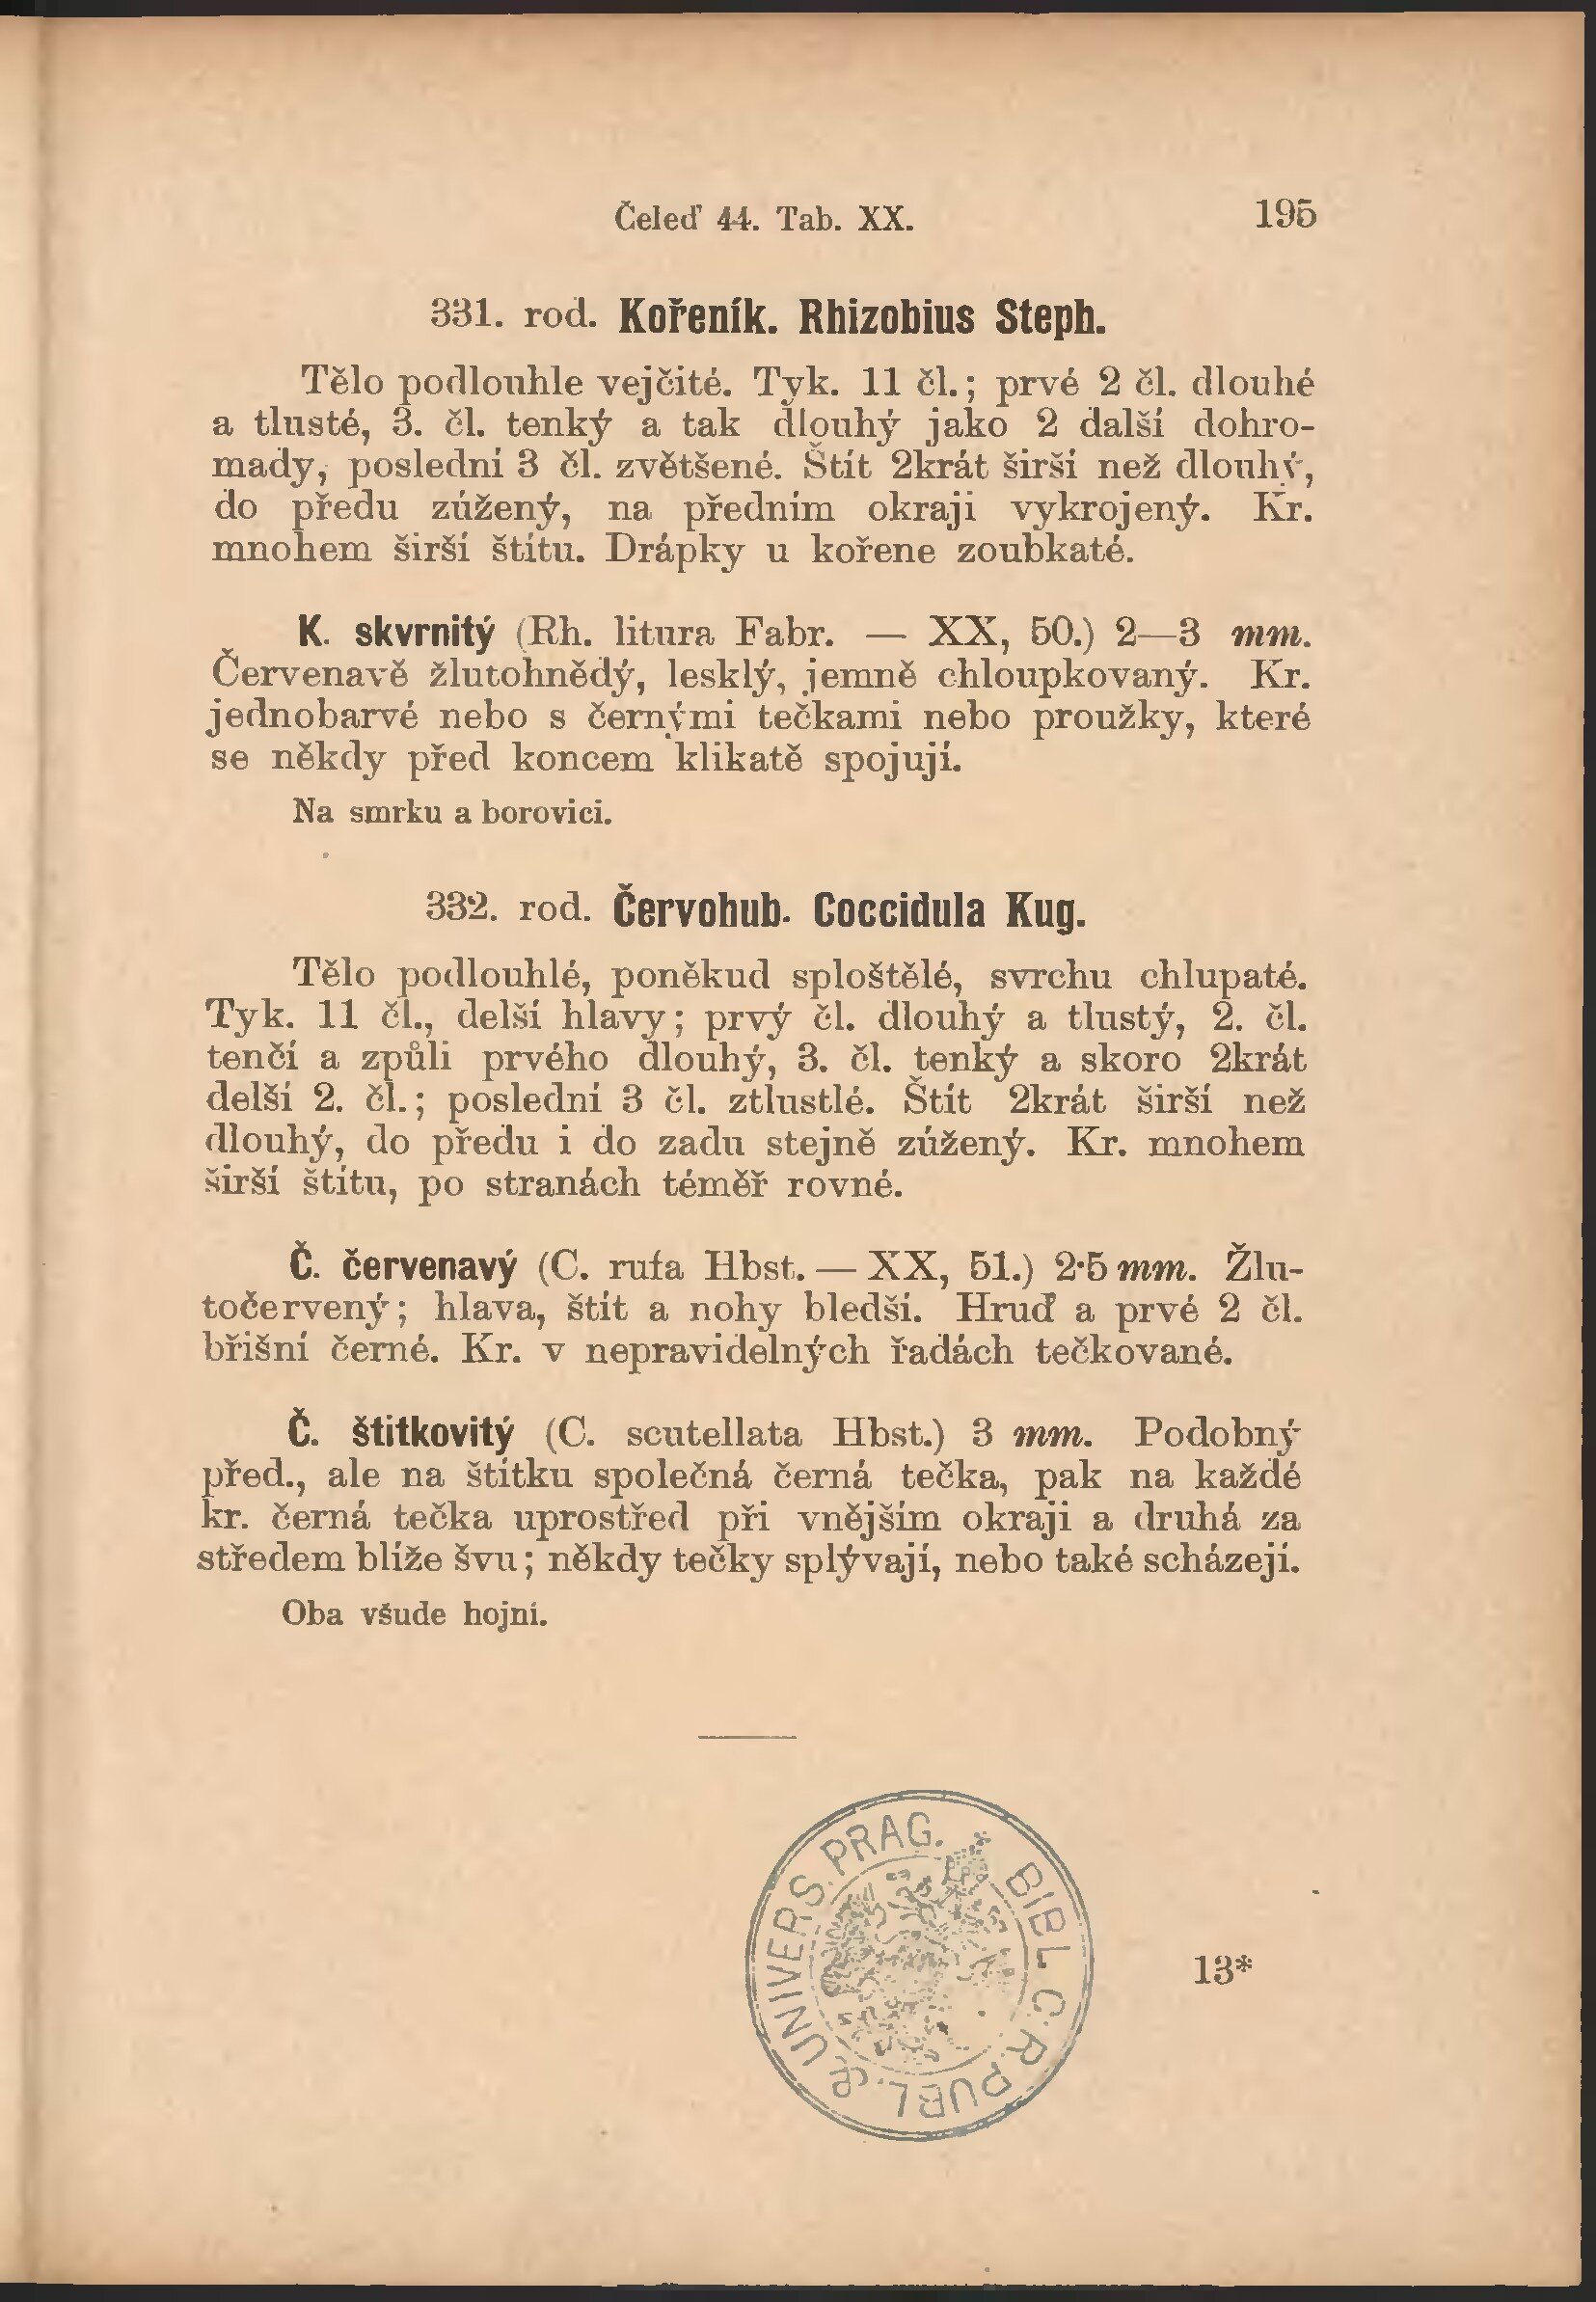 Čeleď 44. Tab. XX. 195
331. rod. Kořeník. Rhizobius Steph.
Tělo podlouhle vejčité. Tyk. 11 čl.; prvé 2 čl. dlouhé
a tlusté, 3. čl. tenký a tak dlouhý jako 2 další dohro-
mady, poslední 3 čl. zvětšené. Štít 2krát širší než dlouhý,
do předu zúžený, na předním okraji vykrojený. Kr.
mnohem širší štítu. Drápky u kořene zoubkaté.
K. skvrnitý (Rh. litura Fabr. — XX, 50.) 2—3 mm.
Červenavě žlutohnědý, lesklý, jemně chloupkovaný. Kr.
jednobarvé nebo s černými tečkami nebo proužky, které
se někdy před koncem klikatě spojují.
Na smrku a borovici.
332. rod. Červohub. Coccidula Kug.
Tělo podlouhlé, poněkud sploštělé, svrchu chlupaté.
Tyk. 11 čl., delší hlavy; prvý čl. dlouhý a tlustý, 2. čl.
tenčí a způli prvého dlouhý, 3. čl. tenký a skoro 2krát
delší 2. čl.; poslední 3 čl. ztlustlé. Štít 2krát širší než
dlouhý, do předu i do zadu stejně zúžený. Kr. mnohem
širší štítu, po stranách téměř rovné.
Č. červenavý (C. rufa Hbst. — XX, 51.) 2·5 mm. Žlu-
točervený; hlava, štít a nohy bledší. Hruď a prvé 2 čl.
břišní černé. Kr. v nepravidelných řadách tečkované.
Č. štitkovitý (C. scutellata Hbst.) 3 mm. Podobný
před., ale na štítku společná černá tečka, pak na každé
kr. černá tečka uprostřed při vnějším okraji a druhá za
středem blíže švu; někdy tečky splývají, nebo také scházejí.
Oba všude hojní.
BIBL. C. R. PUBL. & UNIVERS. PRAG.
13*